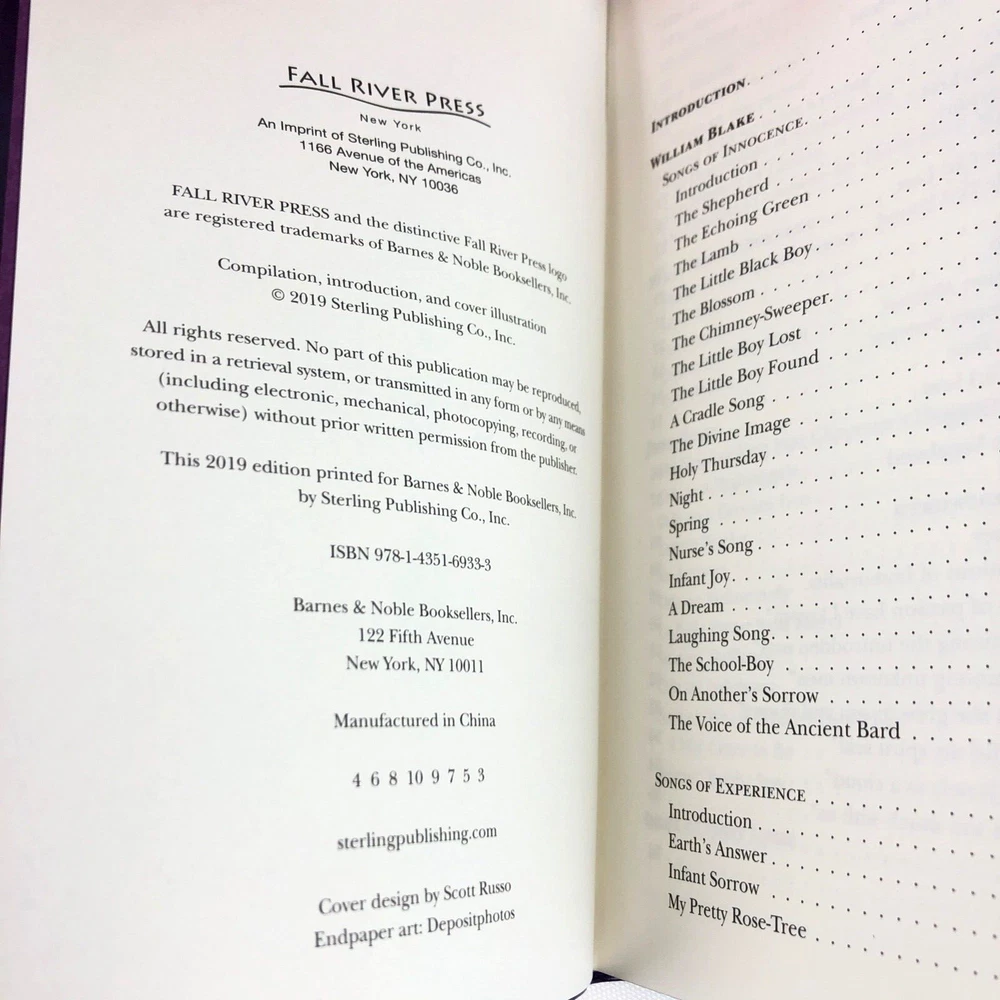 FALL RIVER PRESS
New York
An Imprint of Sterling Publishing Co., Inc.
1166 Avenue of the Americas
New York, NY 10036
FALL RIVER PRESS and the distinctive Fall River Press logo
are registered trademarks of Barnes & Noble Booksellers, Inc.
Compilation, introduction, and cover illustration
© 2019 Sterling Publishing Co., Inc.
All rights reserved. No part of this publication may be reproduced,
stored in a retrieval system, or transmitted in any form or by any means
(including electronic, mechanical, photocopying, recording, or
otherwise) without prior written permission from the publisher.
This 2019 edition printed for Barnes & Noble Booksellers, Inc.
by Sterling Publishing Co., Inc.
ISBN 978-1-4351-6933-3
Barnes & Noble Booksellers, Inc.
122 Fifth Avenue
New York, NY 10011
Manufactured in China
4 6 8 10 9 7 5 3
sterlingpublishing.com
Cover design by Scott Russo
Endpaper art: Depositphotos
INTRODUCTION
WILLIAM BLAKE
SONGS OF INNOCENCE
Introduction
The Shepherd
The Echoing Green
The Lamb
The Little Black Boy
The Blossom
The Chimney-Sweeper
The Little Boy Lost
The Little Boy Found
A Cradle Song
The Divine Image
Holy Thursday
Night
Spring
Nurse's Song
Infant Joy
A Dream
Laughing Song
The School-Boy
On Another's Sorrow
The Voice of the Ancient Bard
SONGS OF EXPERIENCE
Introduction
Earth's Answer
Infant Sorrow
My Pretty Rose-Tree